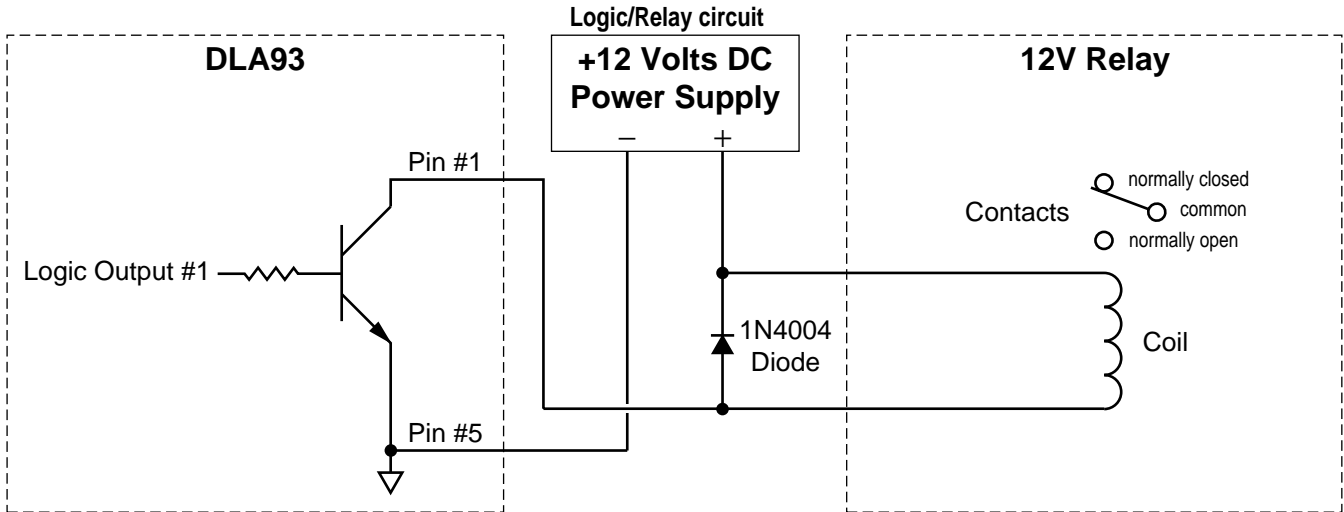 Logic/Relay circuit
DLA93
+12 Volts DC
Power Supply
– +
12V Relay
Pin #1
normally closed
Contacts
common
normally open
Logic Output #1
1N4004
Diode
Coil
Pin #5